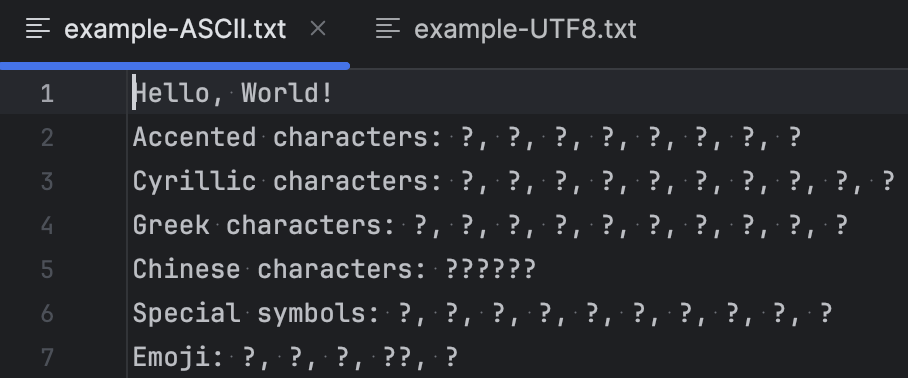 example-ASCII.txt example-UTF8.txt
1 Hello, World!
2 Accented characters: ?, ?, ?, ?, ?, ?, ?, ?
3 Cyrillic characters: ?, ?, ?, ?, ?, ?, ?, ?, ?, ?
4 Greek characters: ?, ?, ?, ?, ?, ?, ?, ?, ?, ?
5 Chinese characters: ??????
6 Special symbols: ?, ?, ?, ?, ?, ?, ?, ?, ?, ?
7 Emoji: ?, ?, ?, ??, ?